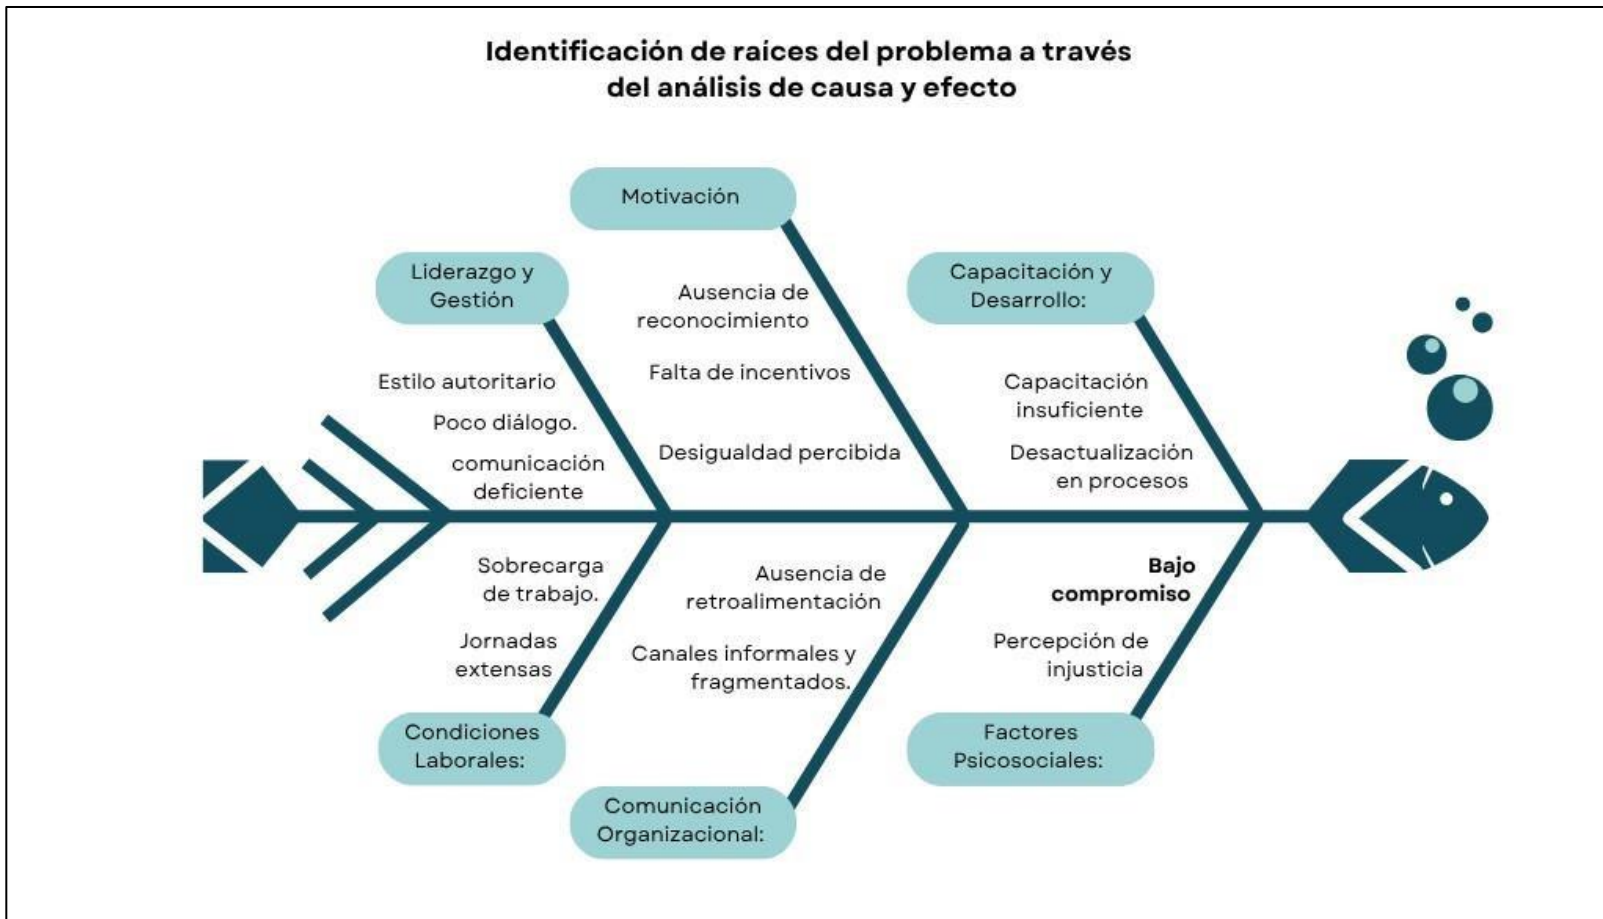 Identificación de raíces del problema a través
del análisis de causa y efecto
Motivación
Liderazgo y
Gestión
Capacitación y
Desarrollo:
Ausencia de
reconocimiento
Falta de incentivos
Desigualdad percibida
Estilo autoritario
Poco diálogo.
comunicación
deficiente
Capacitación
insuficiente
Desactualización
en procesos
Sobrecarga
de trabajo.
Jornadas
extensas
Ausencia de
retroalimentación
Canales informales y
fragmentados.
Bajo
compromiso
Percepción de
injusticia
Condiciones
Laborales:
Comunicación
Organizacional:
Factores
Psicosociales: